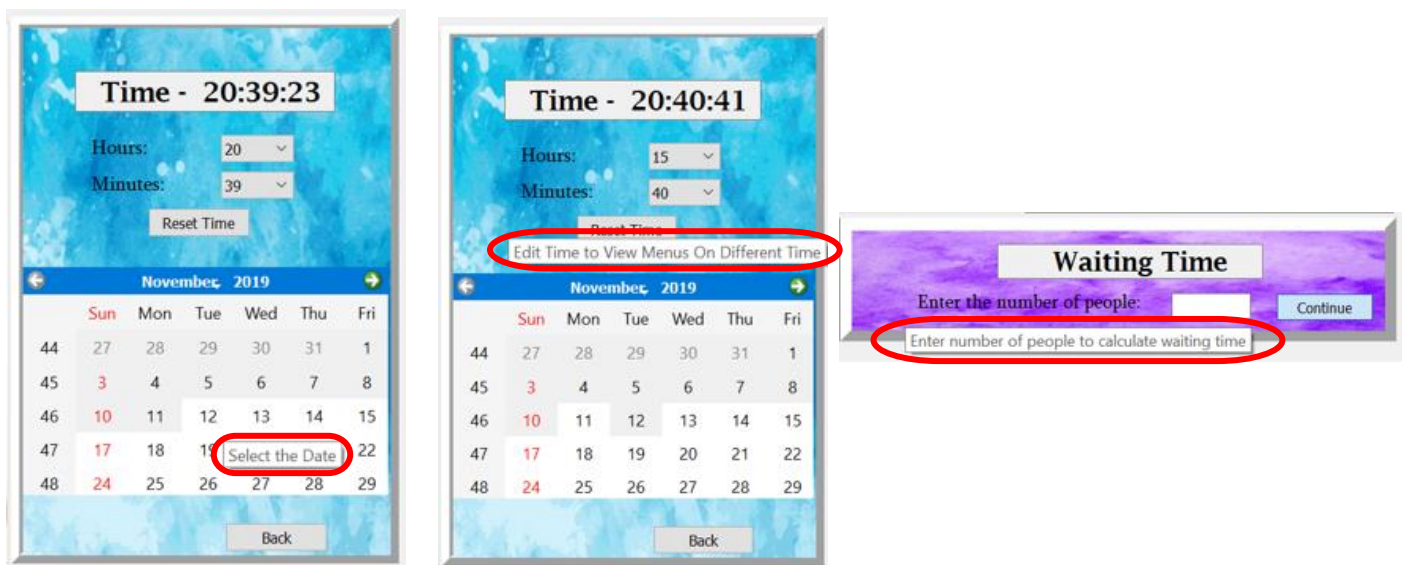 Time - 20:39:23
Hours: 20
Minutes: 39
Reset Time
November, 2019
Sun Mon Tue Wed Thu Fri
44 27 28 29 30 31 1
45 3 4 5 6 7 8
46 10 11 12 13 14 15
47 17 18 19 Select the Date 22
48 24 25 26 27 28 29
Back
Time - 20:40:41
Hours: 15
Minutes: 40
Reset Time
Edit Time to View Menus On Different Time
November, 2019
Sun Mon Tue Wed Thu Fri
44 27 28 29 30 31 1
45 3 4 5 6 7 8
46 10 11 12 13 14 15
47 17 18 19 20 21 22
48 24 25 26 27 28 29
Back
Waiting Time
Enter the number of people: Continue
Enter number of people to calculate waiting time